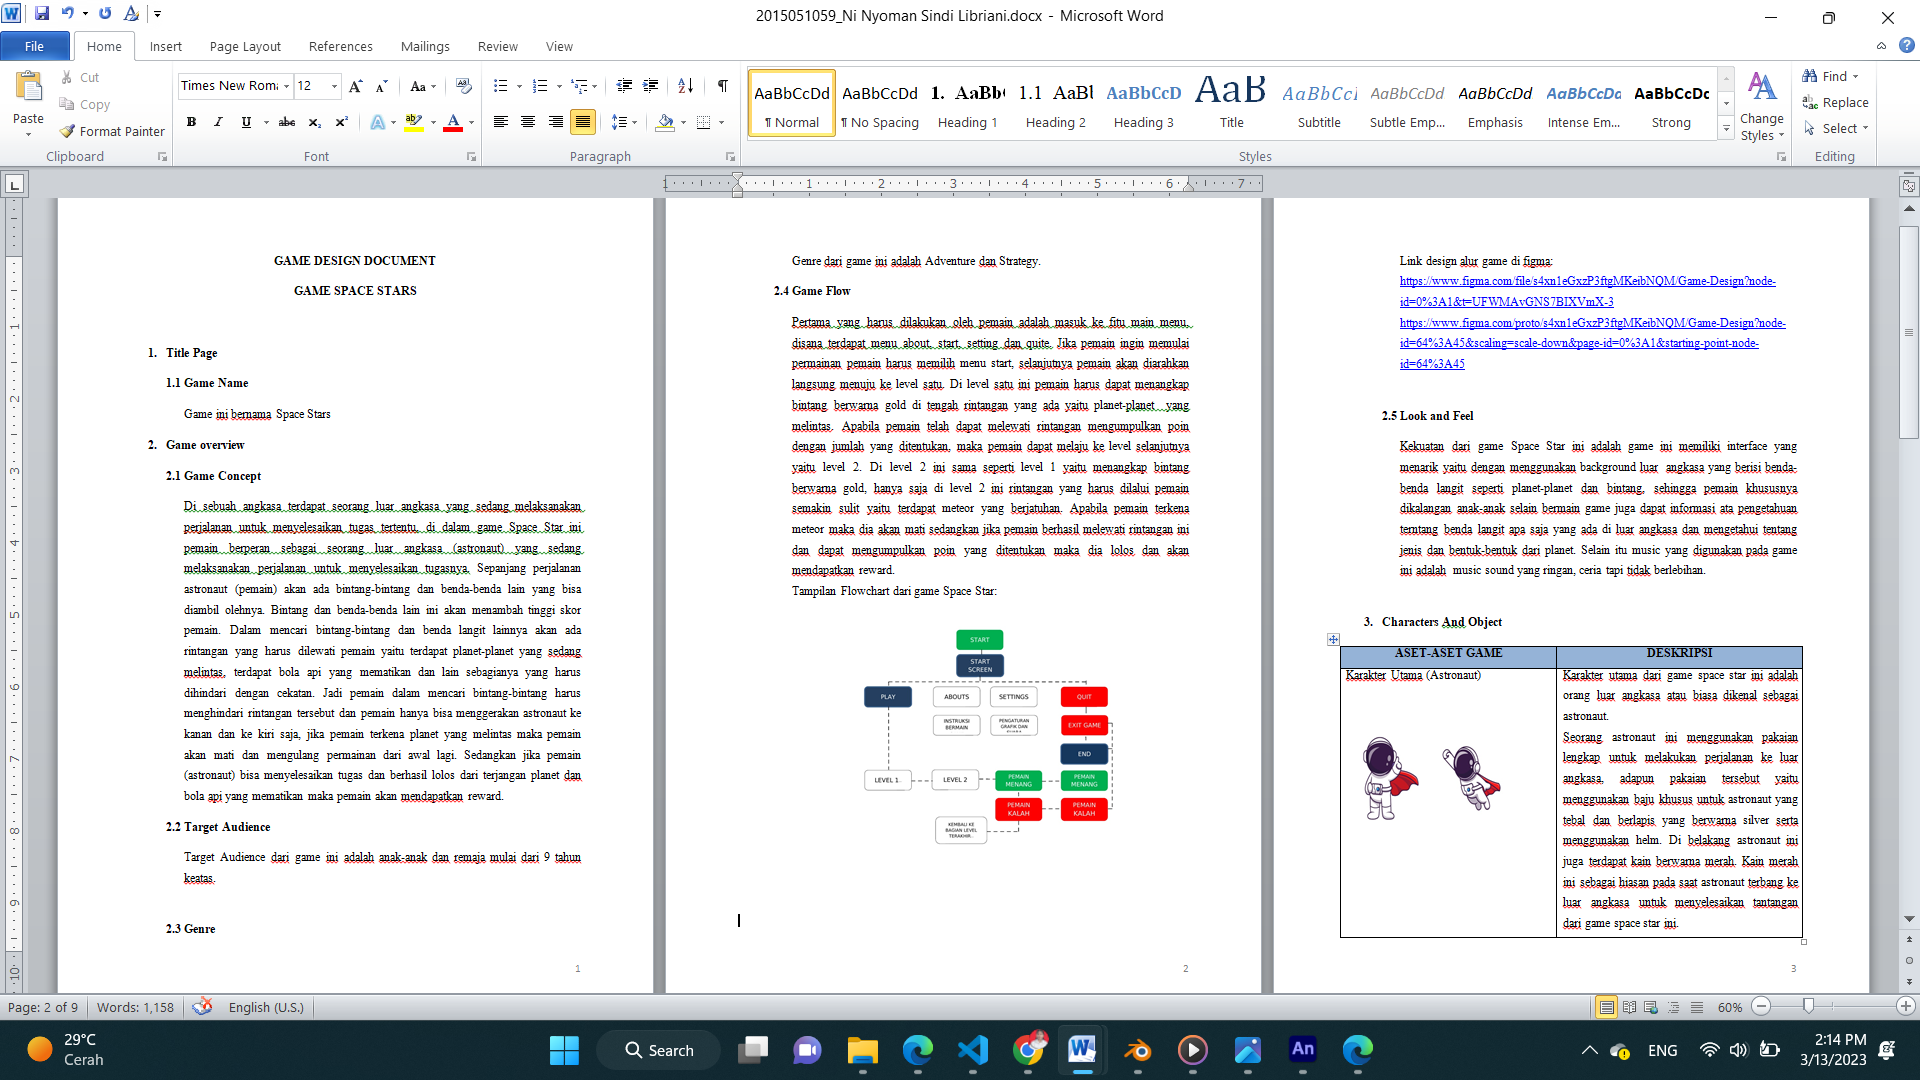 2015051059_Ni Nyoman Sindi Libriani.docx - Microsoft Word
File Home Insert Page Layout References Mailings Review View
Paste
Cut
Copy
Format Painter
Clipboard
Times New Rom 12
Font
Paragraph
AaBbCcDd ¶ Normal
AaBbCcDd ¶ No Spacing
1. AaBb( Heading 1
1.1 AaBl Heading 2
AaBbCcD Heading 3
AaB Title
AaBbCcI Subtitle
AaBbCcDd Subtle Emp...
AaBbCcDd Emphasis
AaBbCcDd Intense Em...
AaBbCcDc Strong
Styles
Change Styles
Find
Replace
Select
Editing
GAME DESIGN DOCUMENT
GAME SPACE STARS
1. Title Page
1.1 Game Name
Game ini bernama Space Stars
2. Game overview
2.1 Game Concept
Di sebuah angkasa terdapat seorang luar angkasa yang sedang melaksanakan
perjalanan untuk menyelesaikan tugas tertentu, di dalam game Space Star ini
pemain berperan sebagai seorang luar angkasa (astronaut) yang sedang
melaksanakan perjalanan untuk menyelesaikan tugasnya. Sepanjang perjalanan
astronaut (pemain) akan ada bintang-bintang dan benda-benda lain yang bisa
diambil olehnya. Bintang dan benda-benda lain ini akan menambah tinggi skor
pemain. Dalam mencari bintang-bintang dan benda langit lainnya akan ada
rintangan yang harus dilewati pemain yaitu terdapat planet-planet yang sedang
melintas, terdapat bola api yang mematikan dan lain sebagianya yang harus
dihindari dengan cekatan. Jadi pemain dalam mencari bintang-bintang harus
menghindari rintangan tersebut dan pemain hanya bisa menggerakan astronaut ke
kanan dan ke kiri saja, jika pemain terkena planet yang melintas maka pemain
akan mati dan mengulang permainan dari awal lagi. Sedangkan jika pemain
(astronaut) bisa menyelesaikan tugas dan berhasil lolos dari terjangan planet dan
bola api yang mematikan maka pemain akan mendapatkan reward.
2.2 Target Audience
Target Audience dari game ini adalah anak-anak dan remaja mulai dari 9 tahun
keatas.
2.3 Genre
1
Genre dari game ini adalah Adventure dan Strategy.
2.4 Game Flow
Pertama yang harus dilakukan oleh pemain adalah masuk ke fitu main menu,
disana terdapat menu about, start, setting dan quite. Jika pemain ingin memulai
permainan pemain harus memilih menu start, selanjutnya pemain akan diarahkan
langsung menuju ke level satu. Di level satu ini pemain harus dapat menangkap
bintang berwarna gold di tengah rintangan yang ada yaitu planet-planet yang
melintas. Apabila pemain telah dapat melewati rintangan mengumpulkan poin
dengan jumlah yang ditentukan, maka pemain dapat melaju ke level selanjutnya
yaitu level 2. Di level 2 ini sama seperti level 1 yaitu menangkap bintang
berwarna gold, hanya saja di level 2 ini rintangan yang harus dilalui pemain
semakin sulit yaitu terdapat meteor yang berjatuhan. Apabila pemain terkena
meteor maka dia akan mati sedangkan jika pemain berhasil melewati rintangan ini
dan dapat mengumpulkan poin yang ditentukan maka dia lolos dan akan
mendapatkan reward.
Tampilan Flowchart dari game Space Star:
START
START SCREEN
PLAY ABOUTS SETTINGS QUIT
INSTRUKSI BERMAIN
PENGATURAN GRAFIK DAN
EXIT GAME
END
LEVEL 1. LEVEL 2 PEMAIN MENANG PEMAIN MENANG
PEMAIN KALAH PEMAIN KALAH
KEMBALI KE BAGIAN LEVEL TERAKHIR..
2
Link design alur game di figma:
https://www.figma.com/file/s4xn1eGxzP3ftgMKeibNQM/Game-Design?node-
id=0%3A1&t=UFWMAvGNS7BIXVmX-3
https://www.figma.com/proto/s4xn1eGxzP3ftgMKeibNQM/Game-Design?node-
id=64%3A45&scaling=scale-down&page-id=0%3A1&starting-point-node-
id=64%3A45
2.5 Look and Feel
Kekuatan dari game Space Star ini adalah game ini memiliki interface yang
menarik yaitu dengan menggunakan background luar angkasa yang berisi benda-
benda langit seperti planet-planet dan bintang, sehingga pemain khususnya
dikalangan anak-anak selain bermain game juga dapat informasi ata pengetahuan
terntang benda langit apa saja yang ada di luar angkasa dan mengetahui tentang
jenis dan bentuk-bentuk dari planet. Selain itu music yang digunakan pada game
ini adalah music sound yang ringan, ceria tapi tidak berlebihan.
3. Characters And Object
ASET-ASET GAME DESKRIPSI
Karakter Utama (Astronaut)
Karakter utama dari game space star ini adalah
orang luar angkasa atau biasa dikenal sebagai
astronaut.
Seorang astronaut ini menggunakan pakaian
lengkap untuk melakukan perjalanan ke luar
angkasa, adapun pakaian tersebut yaitu
menggunakan baju khusus untuk astronaut yang
tebal dan berlapis yang berwarna silver serta
menggunakan helm. Di belakang astronaut ini
juga terdapat kain berwarna merah. Kain merah
ini sebagai hiasan pada saat astronaut terbang ke
luar angkasa untuk menyelesaikan tantangan
dari game space star ini.
3
Page: 2 of 9 Words: 1,158 English (U.S.) 60%
29°C
Cerah
Search
ENG
2:14 PM
3/13/2023